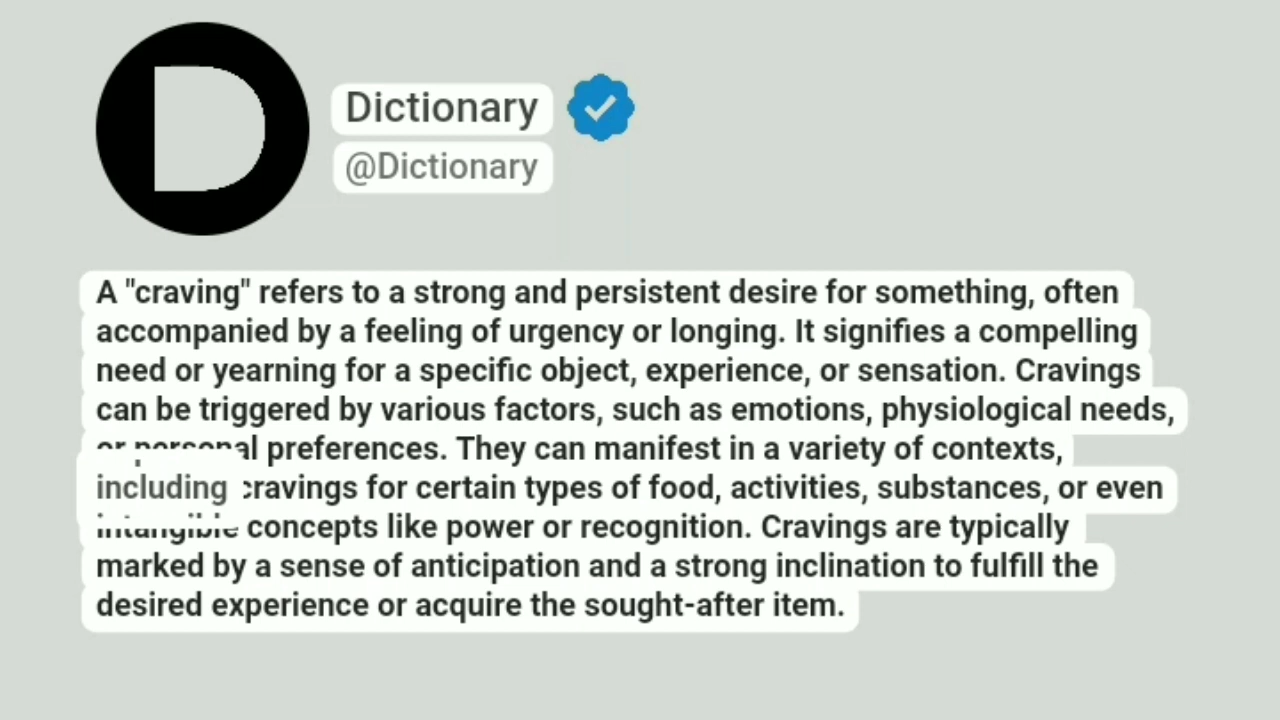 D
Dictionary
@Dictionary
A "craving" refers to a strong and persistent desire for something, often
accompanied by a feeling of urgency or longing. It signifies a compelling
need or yearning for a specific object, experience, or sensation. Cravings
can be triggered by various factors, such as emotions, physiological needs,
or personal preferences. They can manifest in a variety of contexts,
including cravings for certain types of food, activities, substances, or even
intangible concepts like power or recognition. Cravings are typically
marked by a sense of anticipation and a strong inclination to fulfill the
desired experience or acquire the sought-after item.